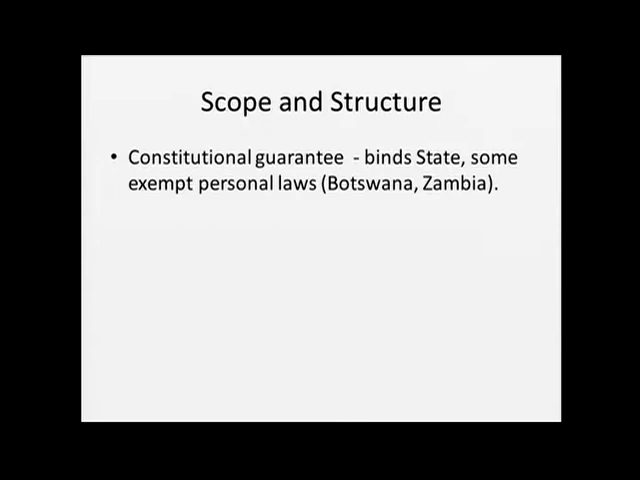 Scope and Structure
• Constitutional guarantee  - binds State, some
exempt personal laws (Botswana, Zambia).